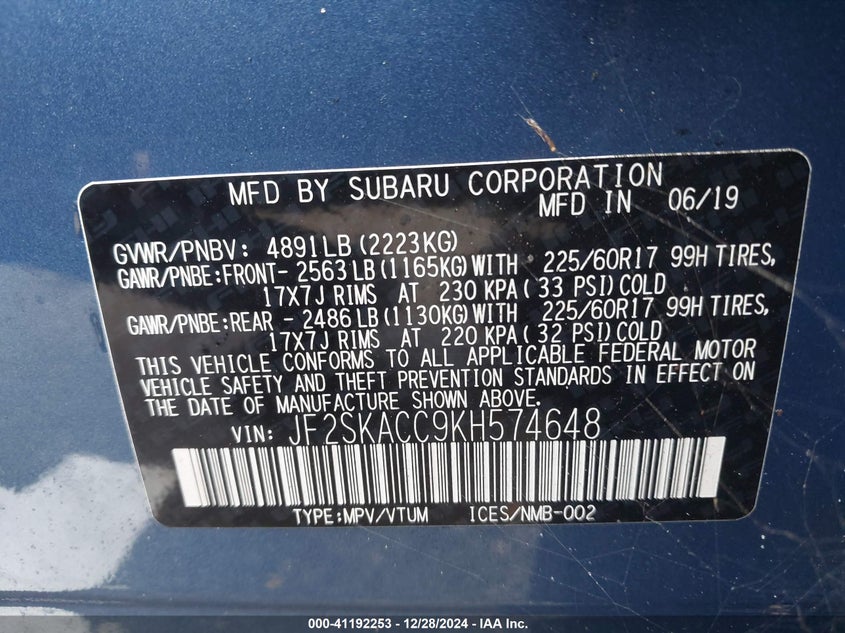 MFD BY SUBARU CORPORATION
MFD IN 06/19
GVWR/PNBV: 4891LB (2223KG)
GAWR/PNBE:FRONT- 2563LB (1165KG)WITH 225/60R17 99H TIRES,
17X7J RIMS AT 230 KPA( 33 PSI)COLD
GAWR/PNBE:REAR - 2486LB (1130KG)WITH 225/60R17 99H TIRES,
17X7J RIMS AT 220 KPA( 32 PSI)COLD
THIS VEHICLE CONFORMS TO ALL APPLICABLE FEDERAL MOTOR
VEHICLE SAFETY AND THEFT PREVENTION STANDARDS IN EFFECT ON
THE DATE OF MANUFACTURE SHOWN ABOVE.
VIN: JF2SKACC9KH574648
TYPE:MPV/VTUM ICES/NMB-002
000-41192253 - 12/28/2024 - IAA Inc.